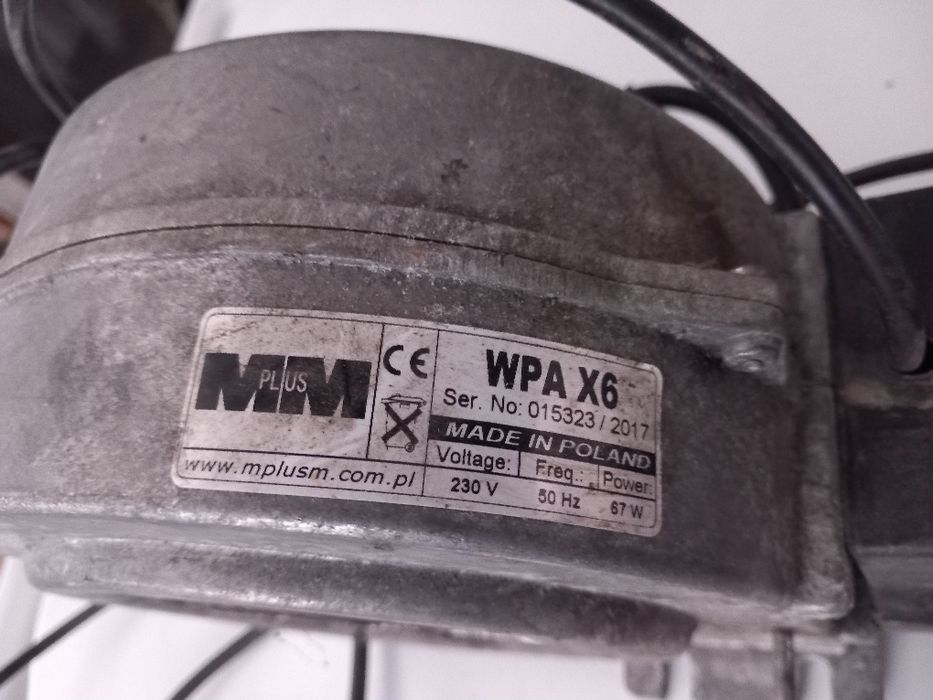 M PLUS M
CE
WPA X6
Ser. No: 015323 / 2017
MADE IN POLAND
www.mplusm.com.pl
Voltage: Freq.: Power:
230 V 50 Hz 67 W